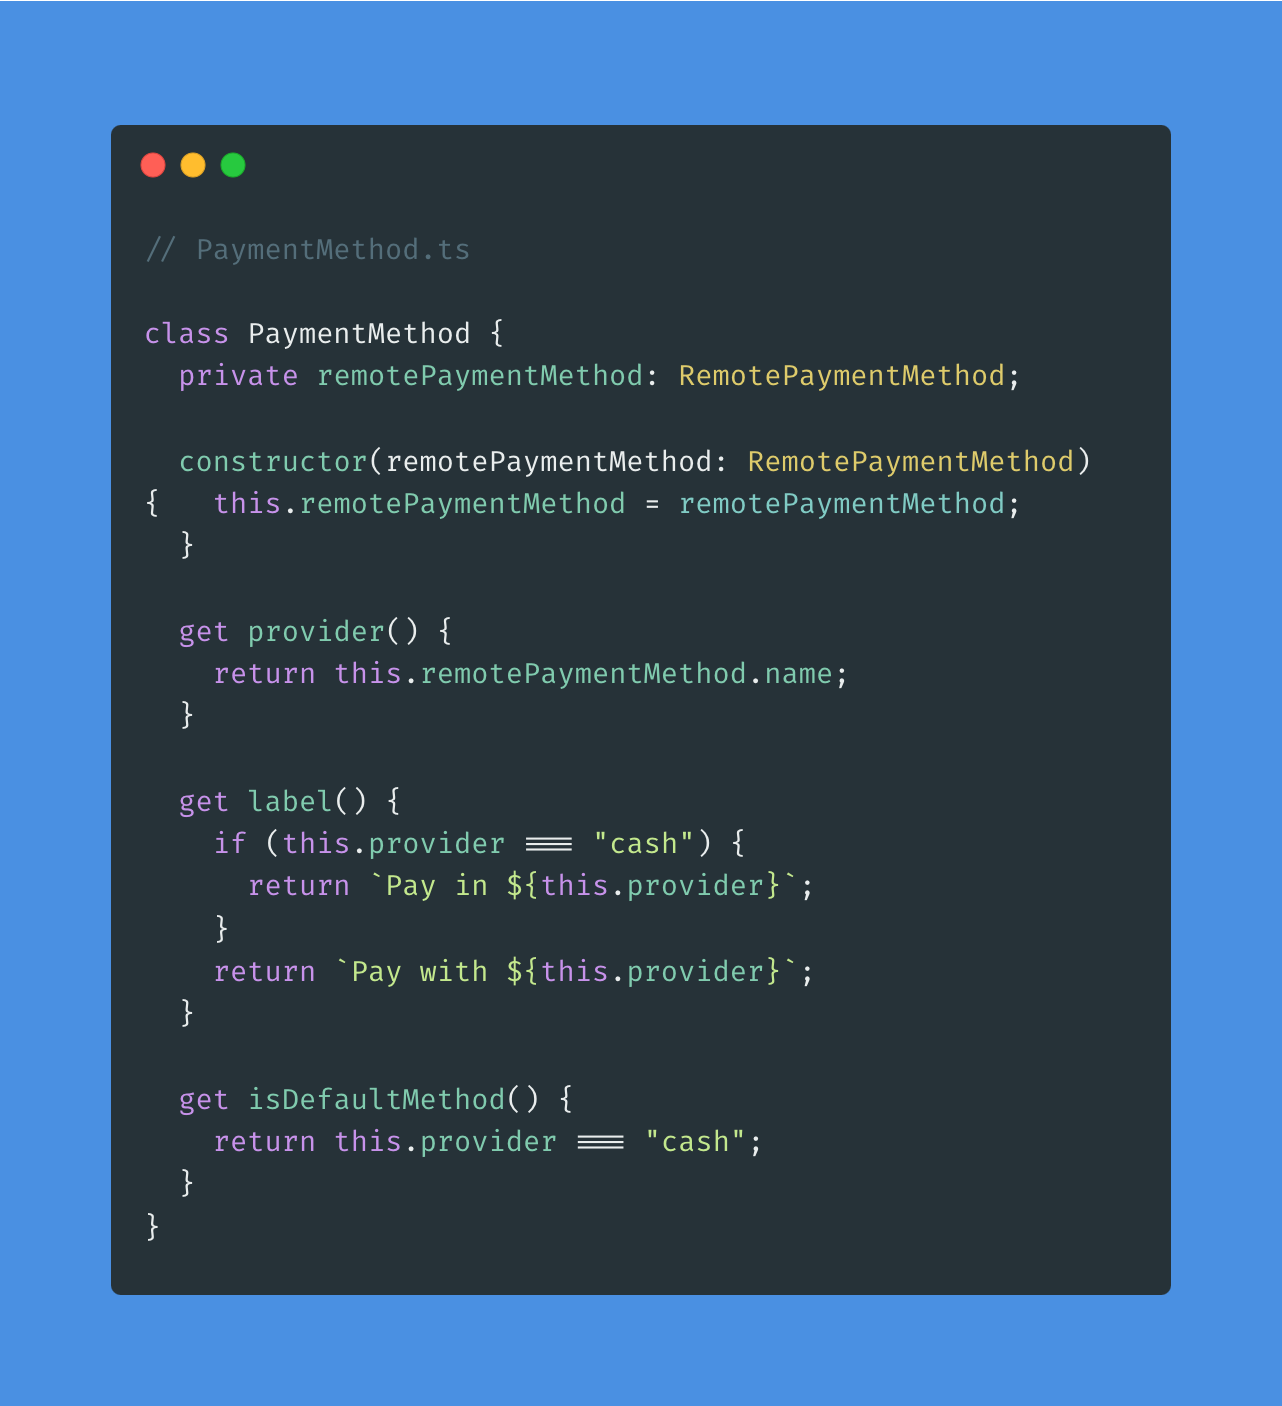 // PaymentMethod.ts
class PaymentMethod {
  private remotePaymentMethod: RemotePaymentMethod;
  constructor(remotePaymentMethod: RemotePaymentMethod)
{   this.remotePaymentMethod = remotePaymentMethod;
  }
  get provider() {
    return this.remotePaymentMethod.name;
  }
  get label() {
    if (this.provider === "cash") {
      return `Pay in ${this.provider}`;
    }
    return `Pay with ${this.provider}`;
  }
  get isDefaultMethod() {
    return this.provider === "cash";
  }
}